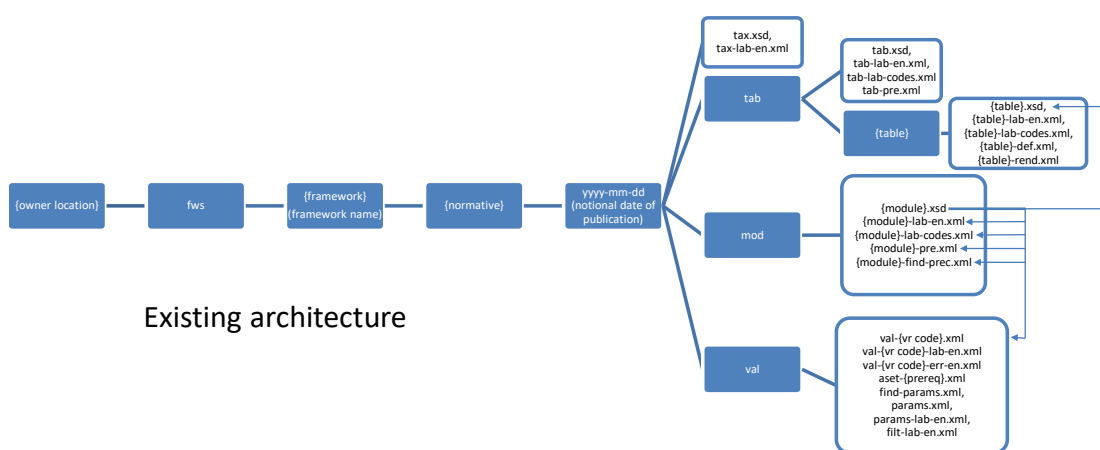 tax.xsd,
tax-lab-en.xml
tab
tab.xsd,
tab-lab-en.xml,
tab-lab-codes.xml
tab-pre.xml
{table}
{table}.xsd,
{table}-lab-en.xml,
{table}-lab-codes.xml,
{table}-def.xml,
{table}-rend.xml
{owner location}
fws
{framework}
(framework name)
{normative}
yyyy-mm-dd
(notional date of
publication)
mod
{module}.xsd
{module}-lab-en.xml
{module}-lab-codes.xml
{module}-pre.xml
{module}-find-prec.xml
Existing architecture
val
val-{vr code}.xml
val-{vr code}-lab-en.xml
val-{vr code}-err-en.xml
aset-{prereq}.xml
find-params.xml,
params.xml,
params-lab-en.xml,
filt-lab-en.xml